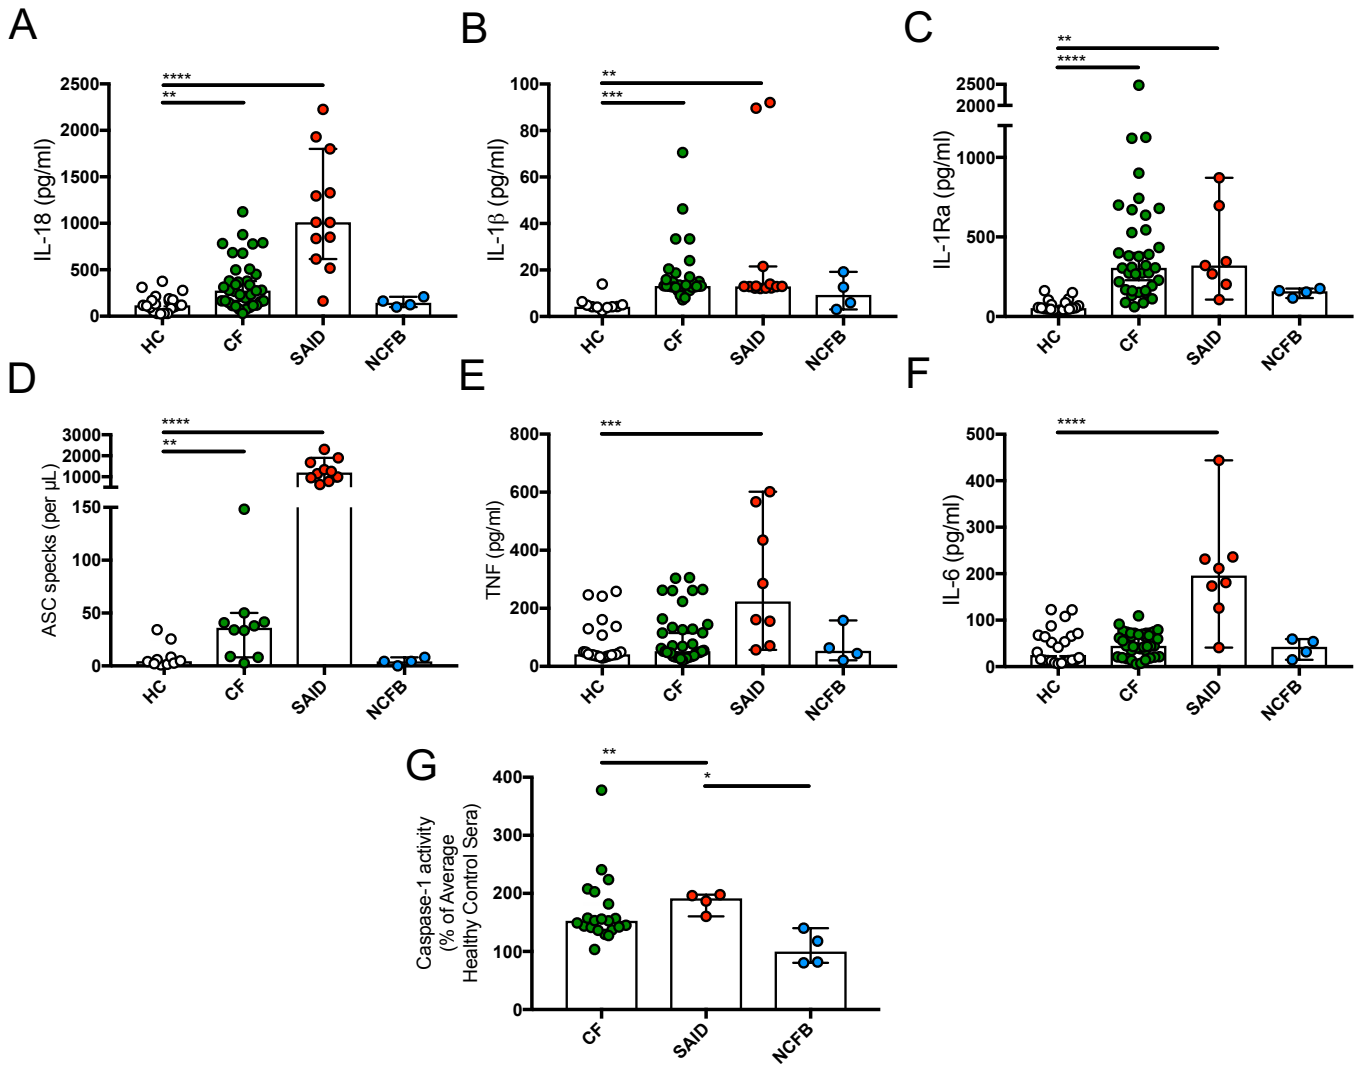 A
IL-18 (pg/ml)
2500
2000
1500
1000
500
0
****
**
HC
CF
SAID
NCFB
B
IL-1β (pg/ml)
100
80
60
40
20
0
**
***
HC
CF
SAID
NCFB
C
IL-1Ra (pg/ml)
2500
2000
1000
500
0
**
****
HC
CF
SAID
NCFB
D
ASC specks (per µL)
3000
2000
1000
150
100
50
0
****
**
HC
CF
SAID
NCFB
E
TNF (pg/ml)
800
600
400
200
0
***
HC
CF
SAID
NCFB
F
IL-6 (pg/ml)
500
400
300
200
100
0
****
HC
CF
SAID
NCFB
G
Caspase-1 activity
(% of Average
Healthy Control Sera)
400
300
200
100
0
**
*
CF
SAID
NCFB